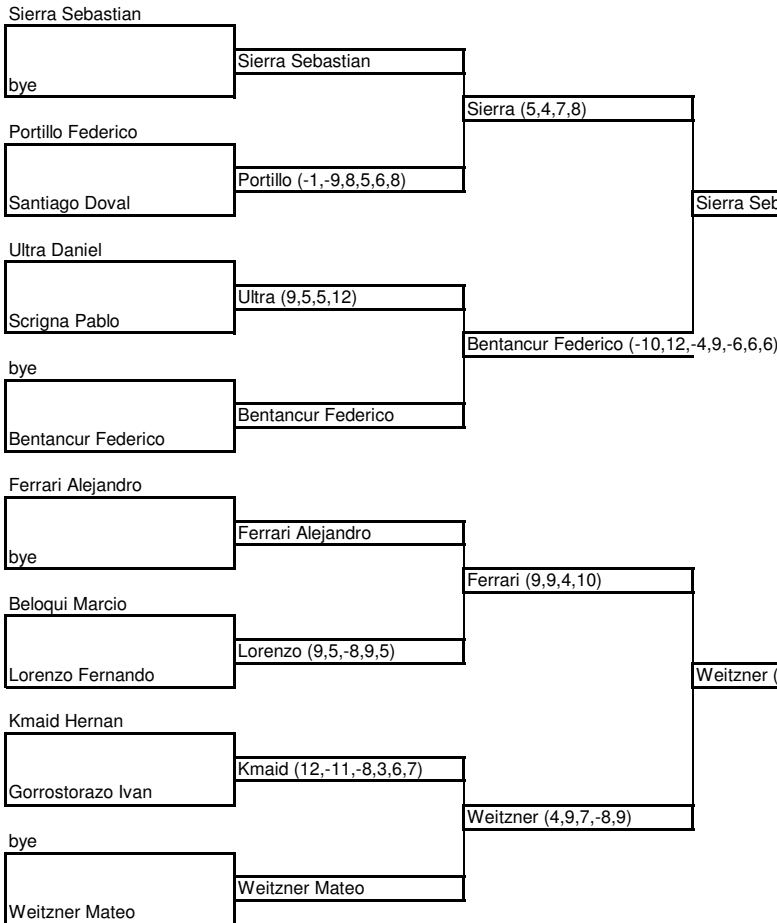 Sierra Sebastian
Sierra Sebastian
bye
Sierra (5,4,7,8)
Portillo Federico
Portillo (-1,-9,8,5,6,8)
Santiago Doval
Sierra Seb
Ultra Daniel
Ultra (9,5,5,12)
Scrigna Pablo
Bentancur Federico (-10,12,-4,9,-6,6,6)
bye
Bentancur Federico
Bentancur Federico
Ferrari Alejandro
Ferrari Alejandro
bye
Ferrari (9,9,4,10)
Beloqui Marcio
Lorenzo (9,5,-8,9,5)
Lorenzo Fernando
Weitzner (
Kmaid Hernan
Kmaid (12,-11,-8,3,6,7)
Gorrostorazo Ivan
Weitzner (4,9,7,-8,9)
bye
Weitzner Mateo
Weitzner Mateo